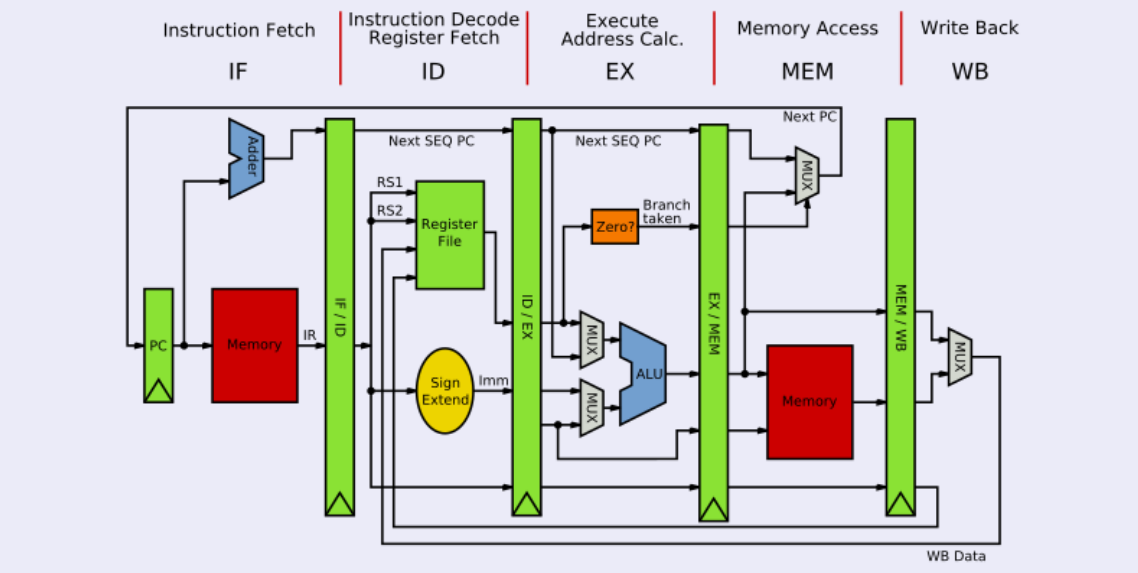 Instruction Fetch
IF
Instruction Decode
Register Fetch
ID
Execute
Address Calc.
EX
Memory Access
MEM
Write Back
WB
Next PC
Adder
Next SEQ PC
Next SEQ PC
MUX
RS1
RS2
Register
File
Branch
taken
Zero?
PC
Memory
IR
IF / ID
ID / EX
EX / MEM
MEM / WB
MUX
ALU
MUX
MUX
Sign
Extend
Imm
Memory
WB Data